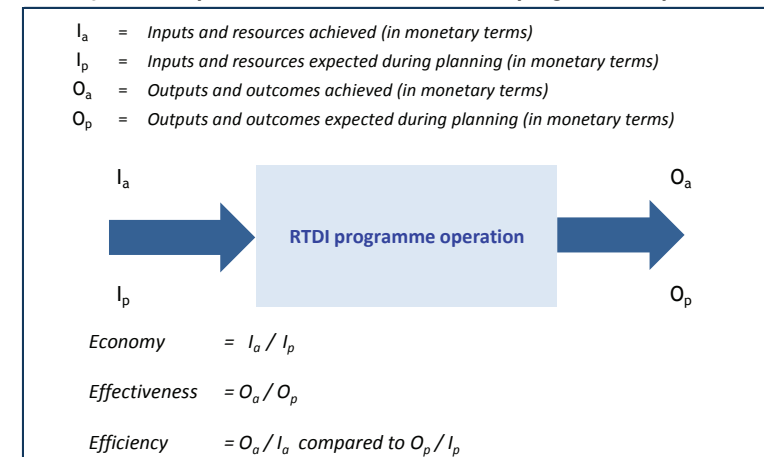 Ia = Inputs and resources achieved (in monetary terms)
Ip = Inputs and resources expected during planning (in monetary terms)
Oa = Outputs and outcomes achieved (in monetary terms)
Op = Outputs and outcomes expected during planning (in monetary terms)
Ia Oa
RTDI programme operation
Ip Op
Economy = Ia / Ip
Effectiveness = Oa / Op
Efficiency = Oa / Ia compared to Op / Ip